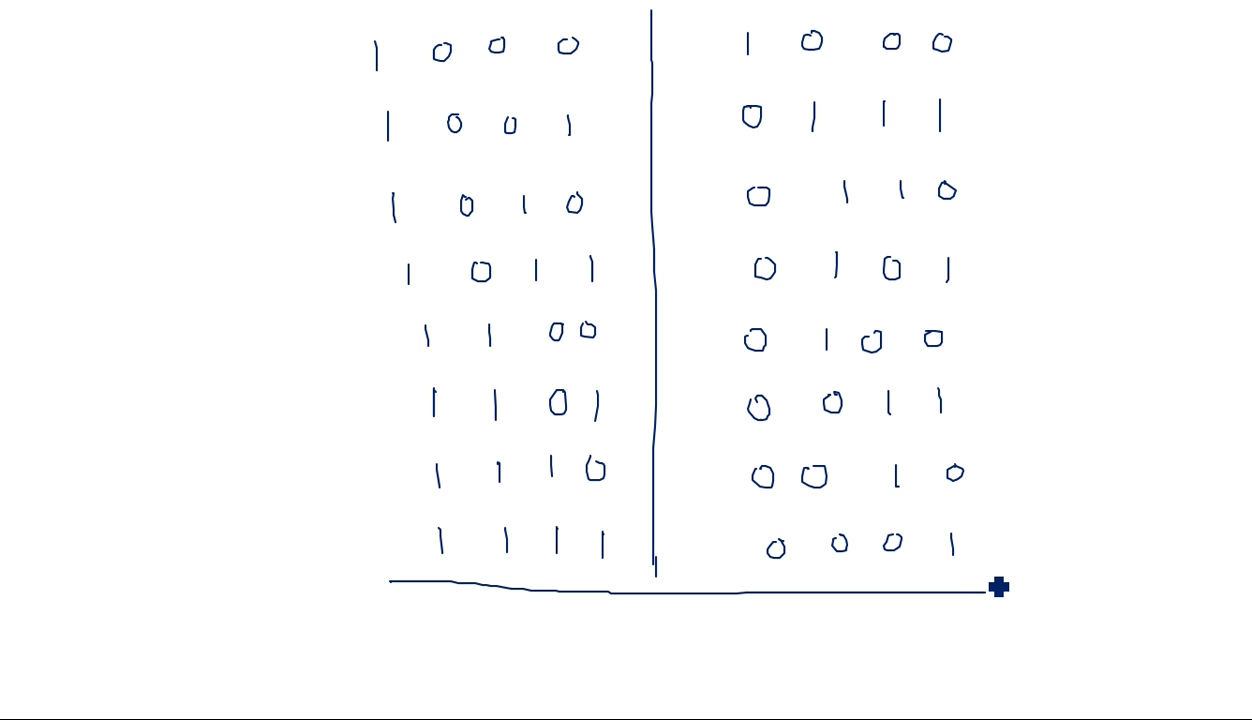 1 0 0 0 1 0 0 0
1 0 0 1 0 1 1 1
1 0 1 0 0 1 1 0
1 0 1 1 0 1 0 1
1 1 0 0 0 1 0 0
1 1 0 1 0 0 1 1
1 1 1 0 0 0 1 0
1 1 1 1 0 0 0 1